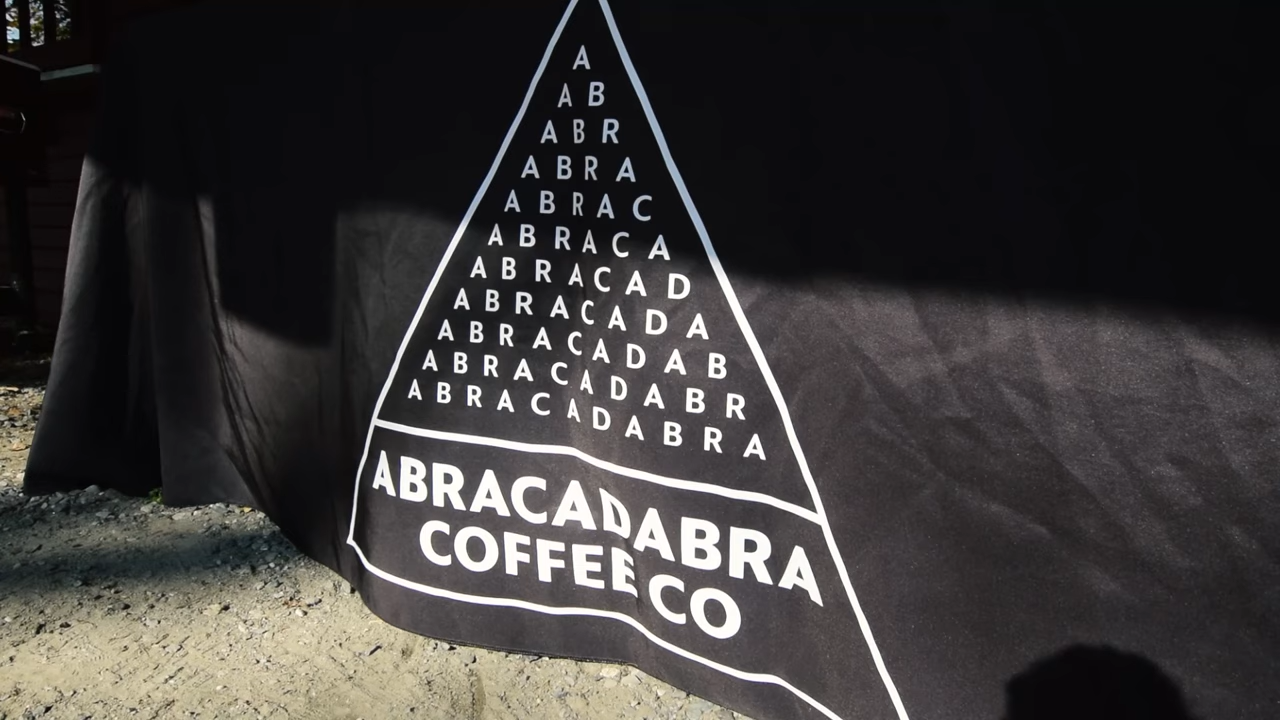 A
A B
A B R
A B R A
A B R A C
A B R A C A
A B R A C A D
A B R A C A D A
A B R A C A D A B
A B R A C A D A B R
A B R A C A D A B R A
ABRACADABRA
COFFEE CO